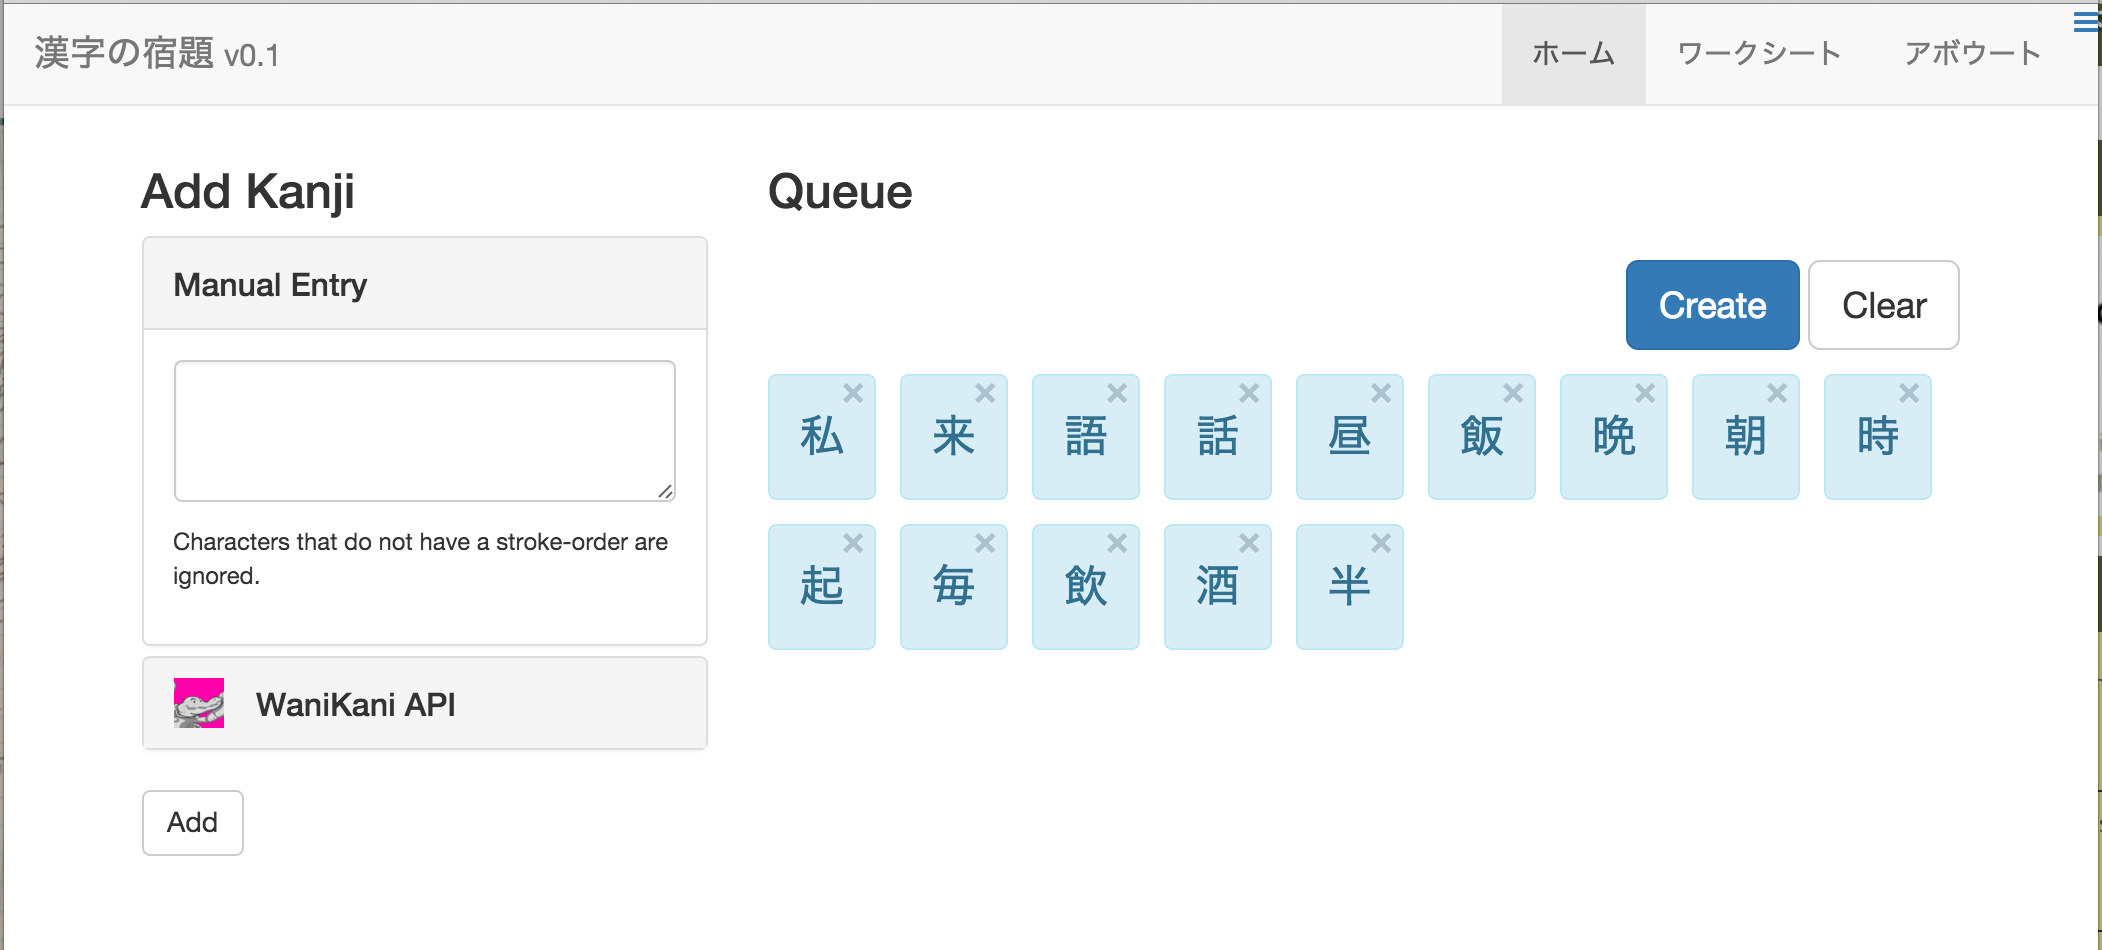 漢字の宿題 v0.1
ホーム ワークシート アボウート
Add Kanji
Manual Entry
Characters that do not have a stroke-order are
ignored.
WaniKani API
Add
Queue
Create Clear
私 来 語 話 昼 飯 晩 朝 時
起 毎 飲 酒 半